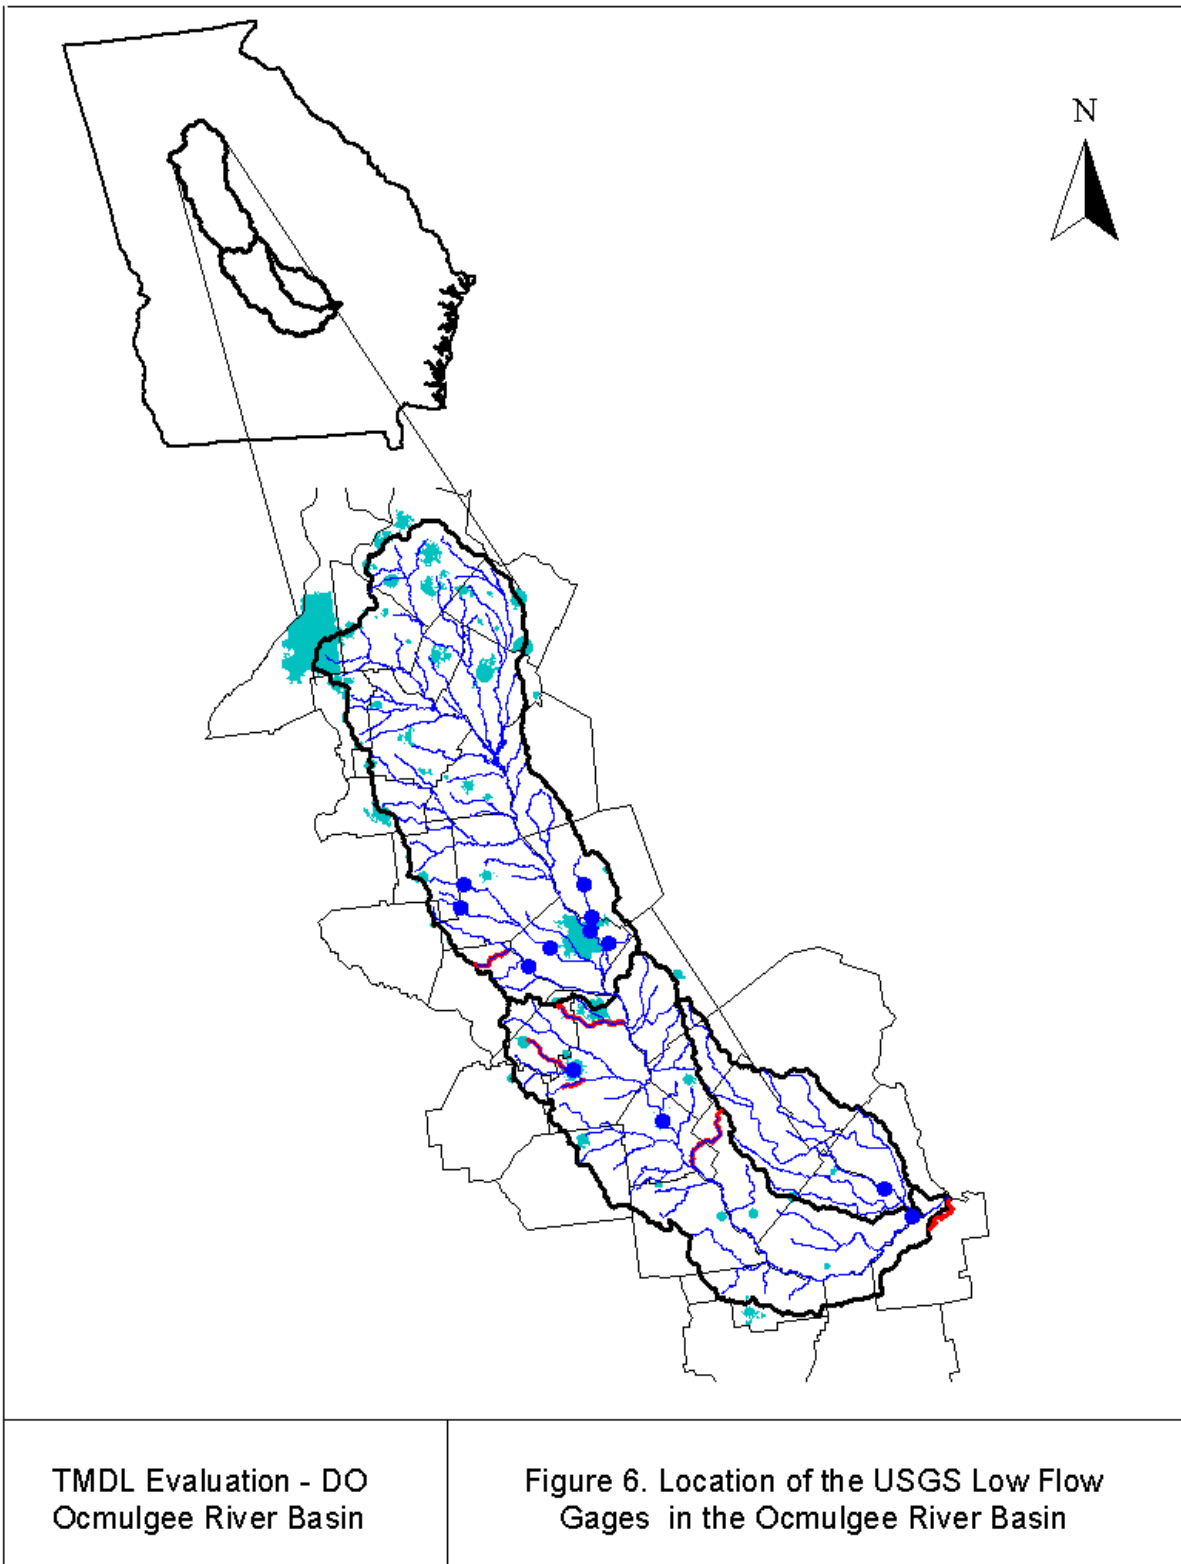 N
TMDL Evaluation - DO
Ocmulgee River Basin
Figure 6. Location of the USGS Low Flow
Gages in the Ocmulgee River Basin